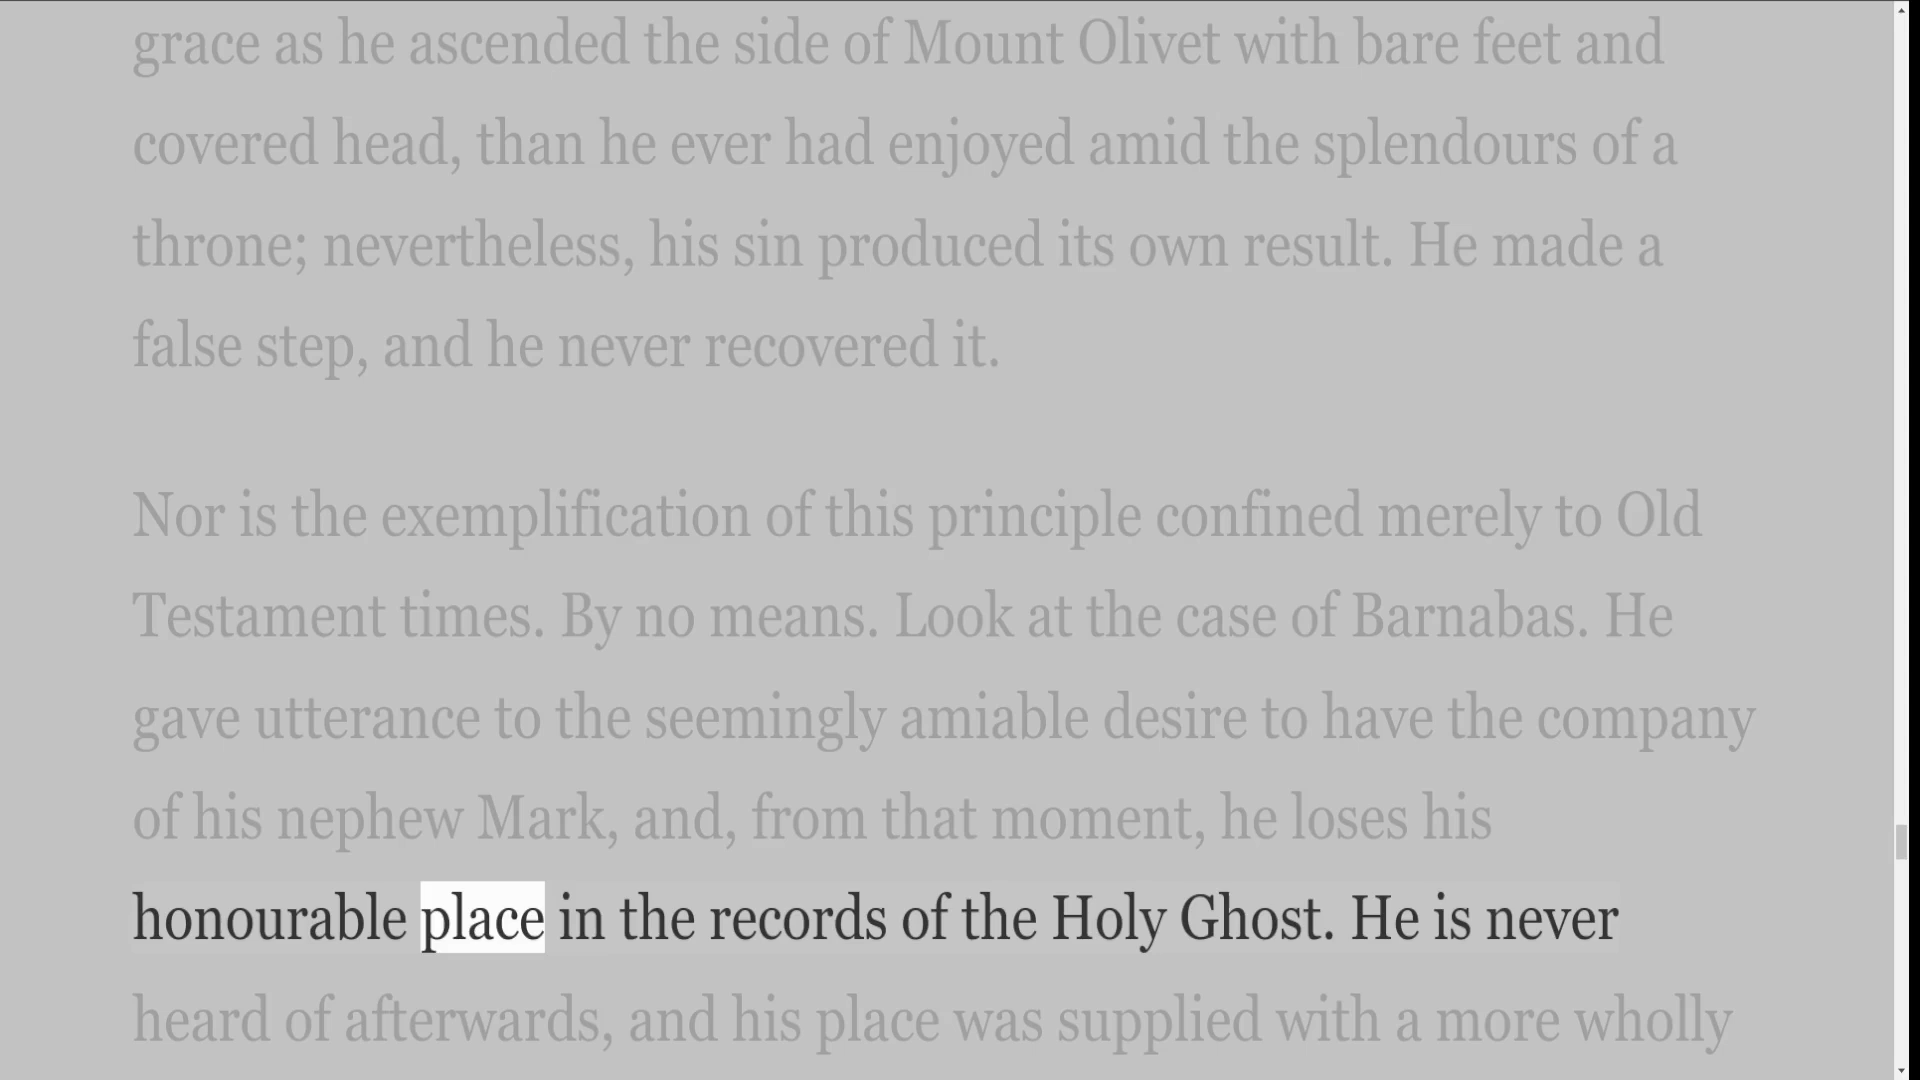 grace as he ascended the side of Mount Olivet with bare feet and
covered head, than he ever had enjoyed amid the splendours of a
throne; nevertheless, his sin produced its own result. He made a
false step, and he never recovered it.
Nor is the exemplification of this principle confined merely to Old
Testament times. By no means. Look at the case of Barnabas. He
gave utterance to the seemingly amiable desire to have the company
of his nephew Mark, and, from that moment, he loses his
honourable place in the records of the Holy Ghost. He is never
heard of afterwards, and his place was supplied with a more wholly